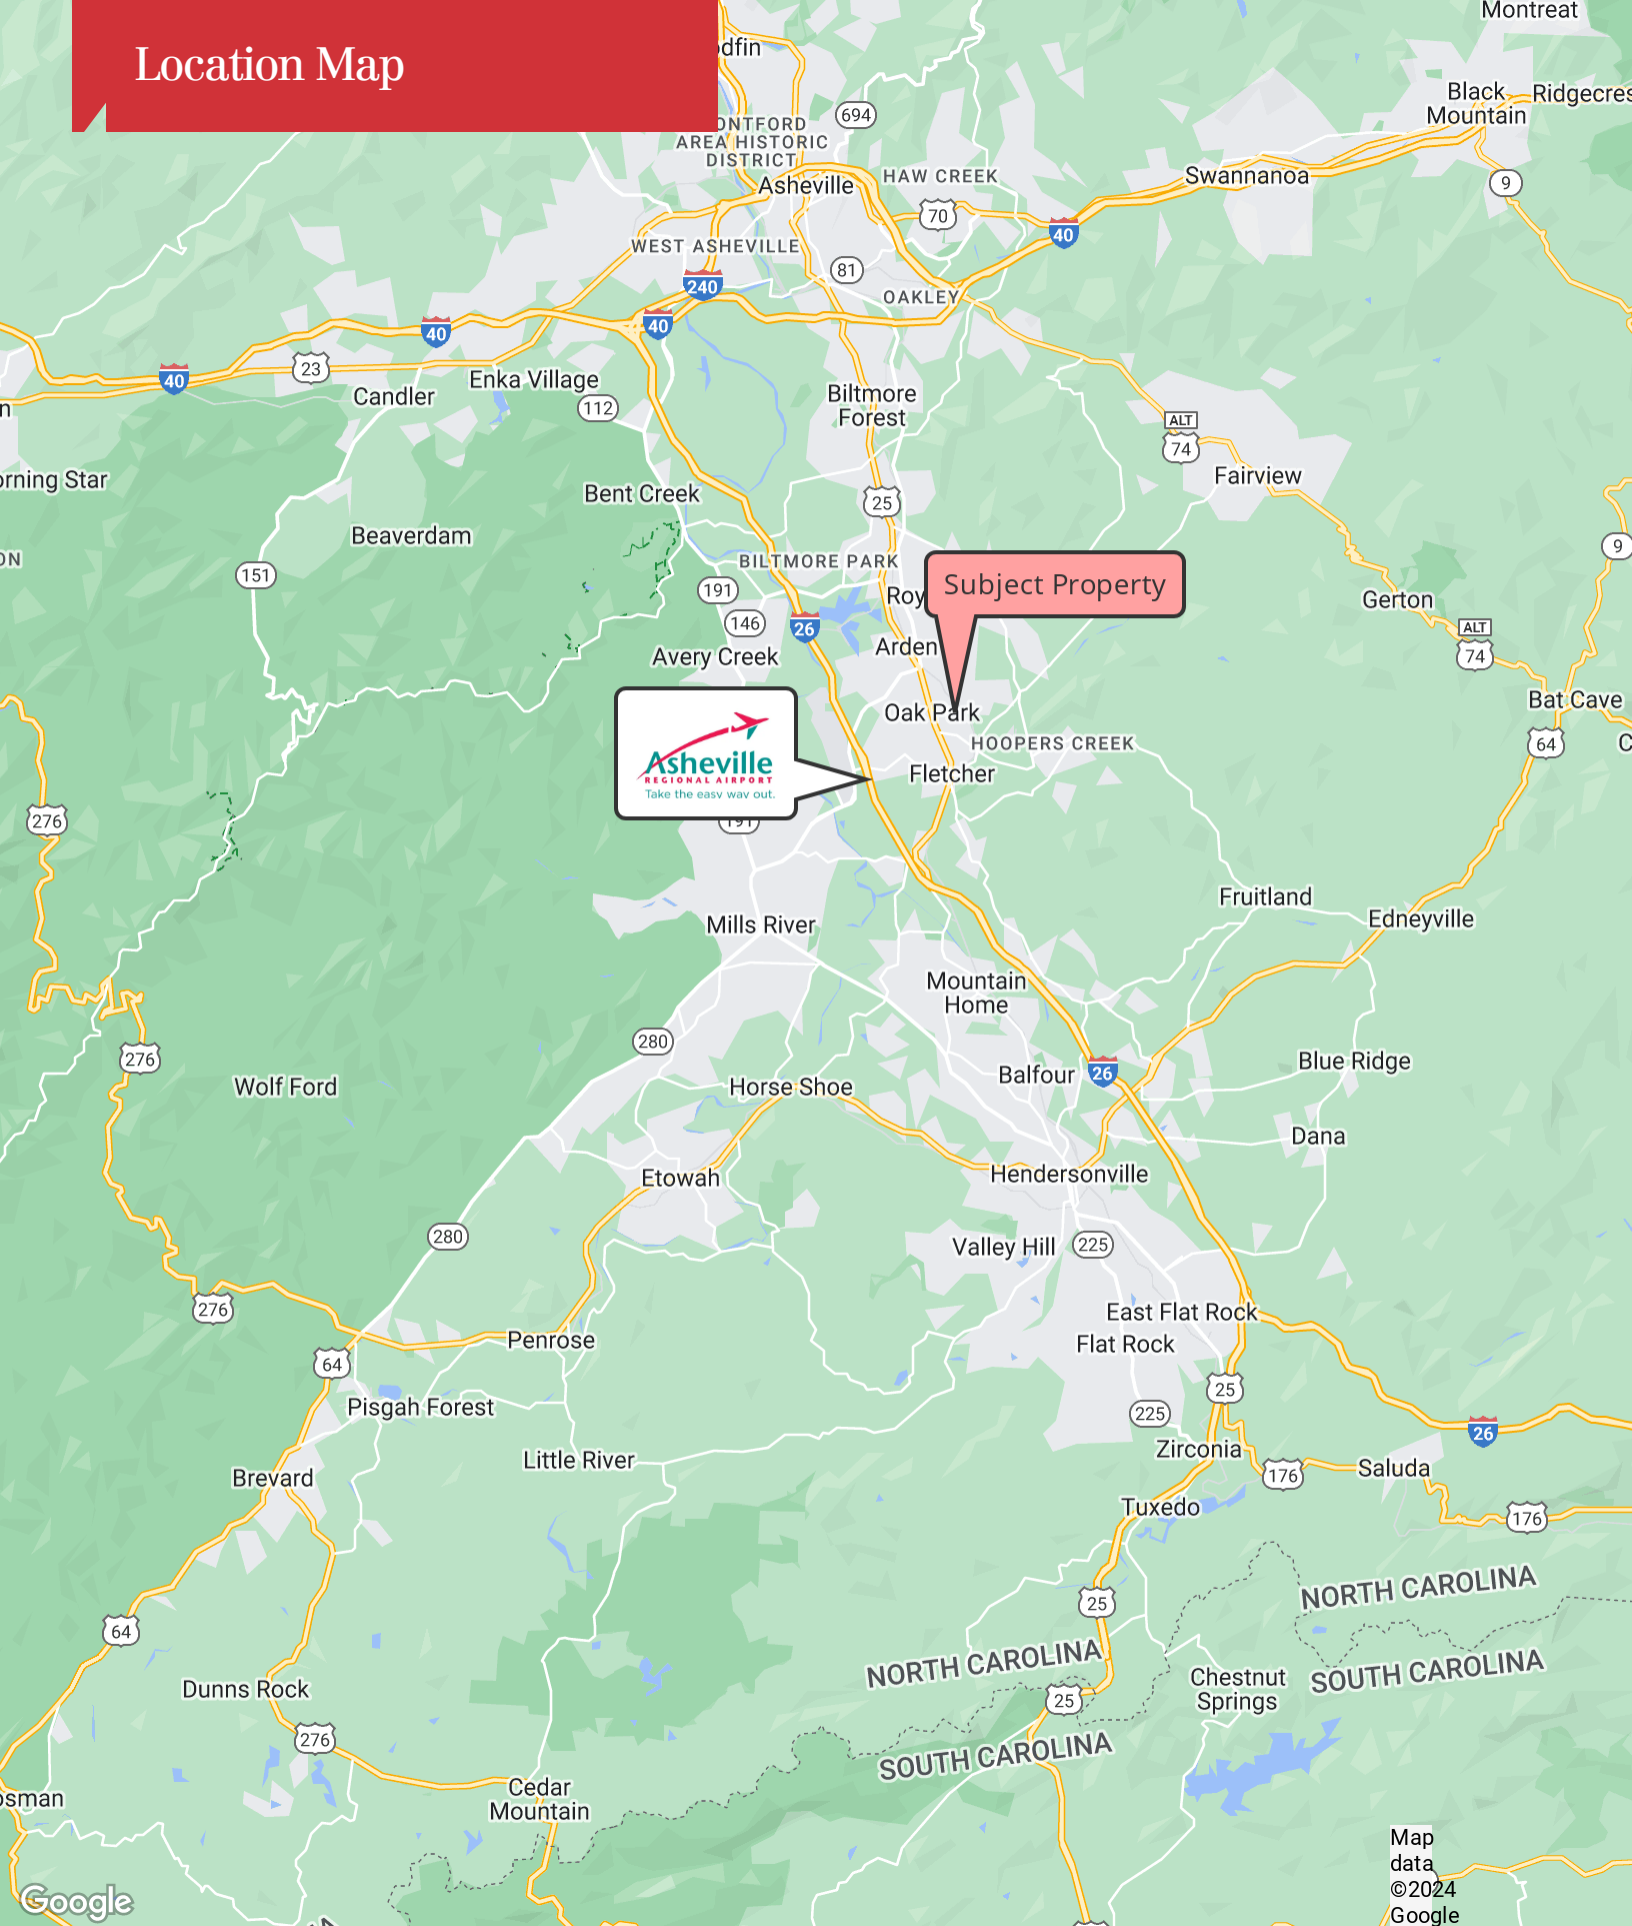 Location Map
Montreat
Black
Mountain
Ridgecres
694
AREA HISTORIC
DISTRICT
Asheville
HAW CREEK
Swannanoa
9
70
40
WEST ASHEVILLE
81
240
OAKLEY
40
40
40
23
Candler
Enka Village
112
Biltmore
Forest
ALT
74
Fairview
orning Star
Bent Creek
25
Beaverdam
151
BILTMORE PARK
9
Subject Property
191
Roy
Gerton
146
26
ALT
74
Avery Creek
Arden
Bat Cave
Oak Park
Asheville
REGIONAL AIRPORT
Take the easy way out.
HOOPERS CREEK
64
Fletcher
276
191
Fruitland
Edneyville
Mills River
Mountain
Home
280
276
Wolf Ford
Horse Shoe
Balfour
26
Blue Ridge
Dana
Etowah
Hendersonville
280
Valley Hill
225
276
East Flat Rock
Flat Rock
Penrose
64
Pisgah Forest
25
225
26
Little River
Zirconia
Brevard
176
Saluda
Tuxedo
176
NORTH CAROLINA
25
64
NORTH CAROLINA
SOUTH CAROLINA
Dunns Rock
Chestnut
Springs
25
276
SOUTH CAROLINA
Cedar
Mountain
osman
Map
data
©2024
Google
Google